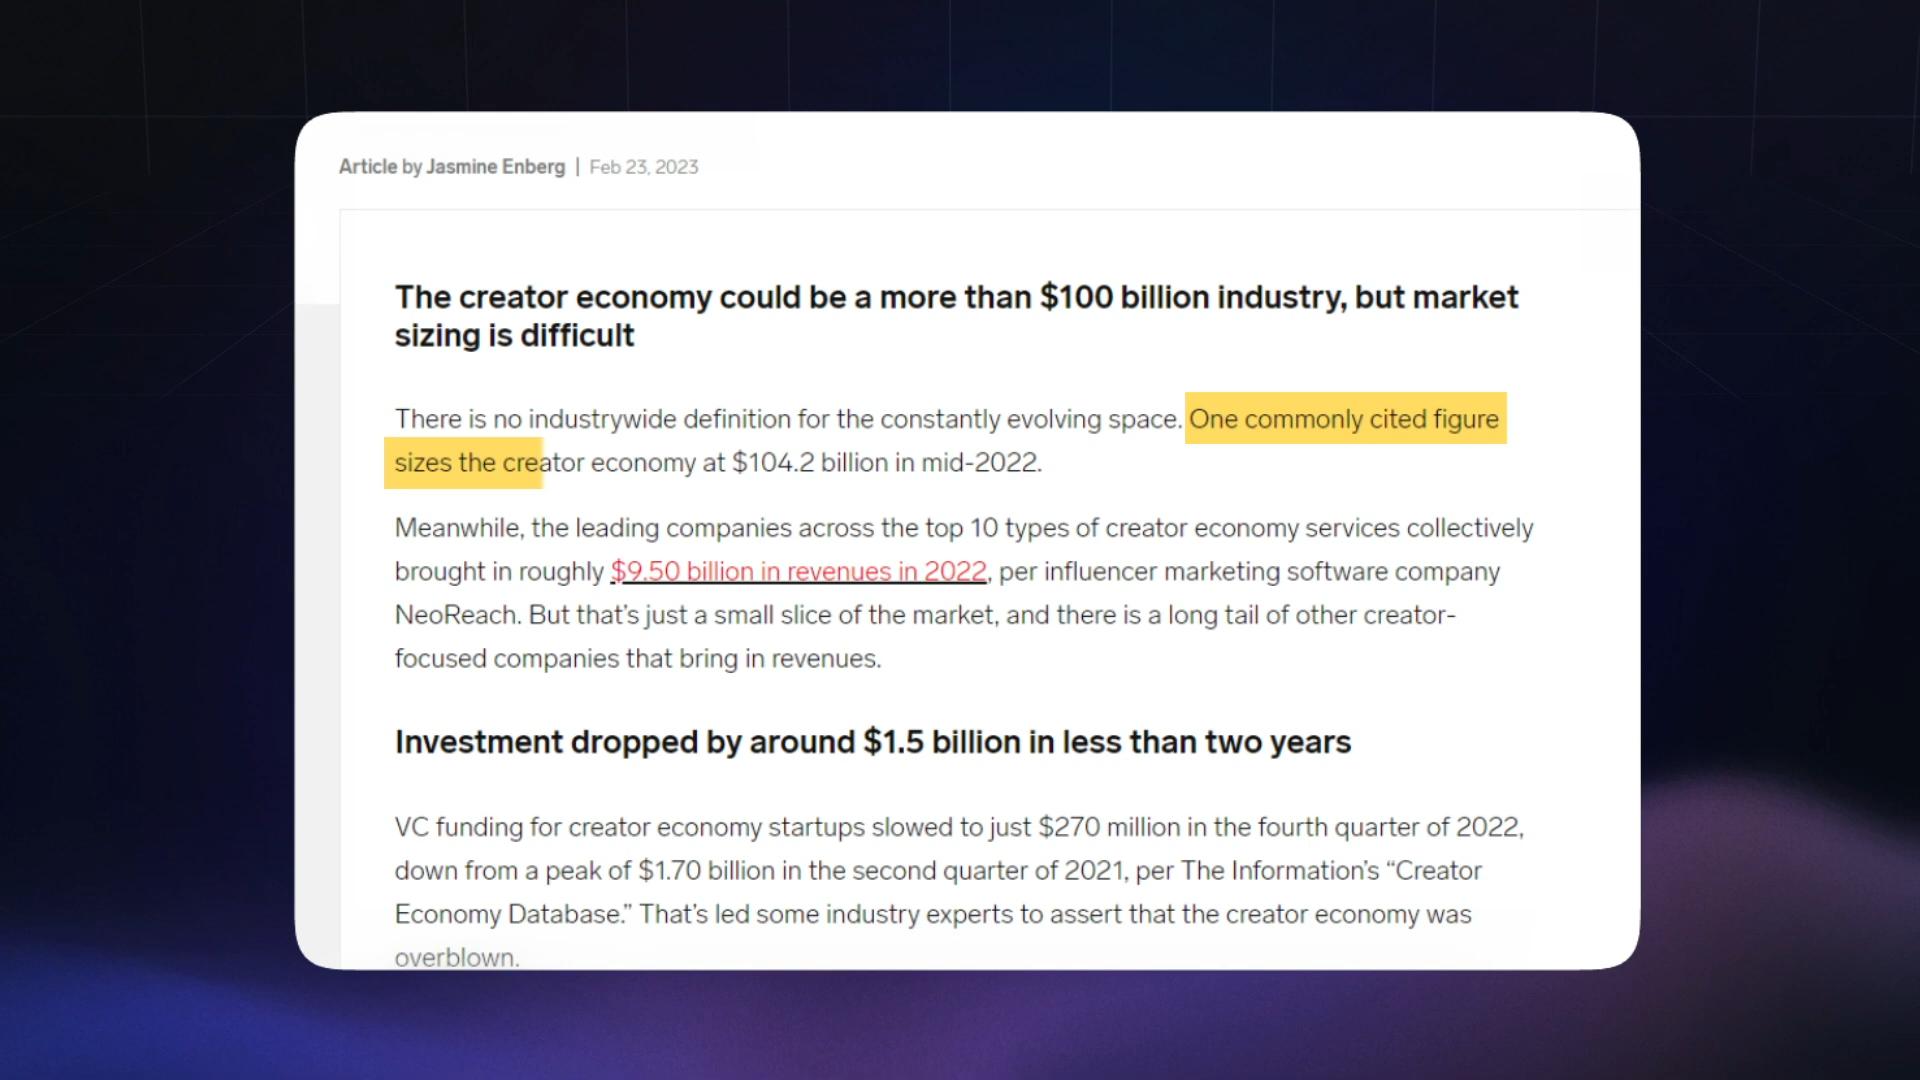 Article by Jasmine Enberg | Feb 23, 2023
The creator economy could be a more than $100 billion industry, but market
sizing is difficult
There is no industrywide definition for the constantly evolving space. One commonly cited figure
sizes the creator economy at $104.2 billion in mid-2022.
Meanwhile, the leading companies across the top 10 types of creator economy services collectively
brought in roughly $9.50 billion in revenues in 2022, per influencer marketing software company
NeoReach. But that’s just a small slice of the market, and there is a long tail of other creator-
focused companies that bring in revenues.
Investment dropped by around $1.5 billion in less than two years
VC funding for creator economy startups slowed to just $270 million in the fourth quarter of 2022,
down from a peak of $1.70 billion in the second quarter of 2021, per The Information’s “Creator
Economy Database.” That’s led some industry experts to assert that the creator economy was
overblown.